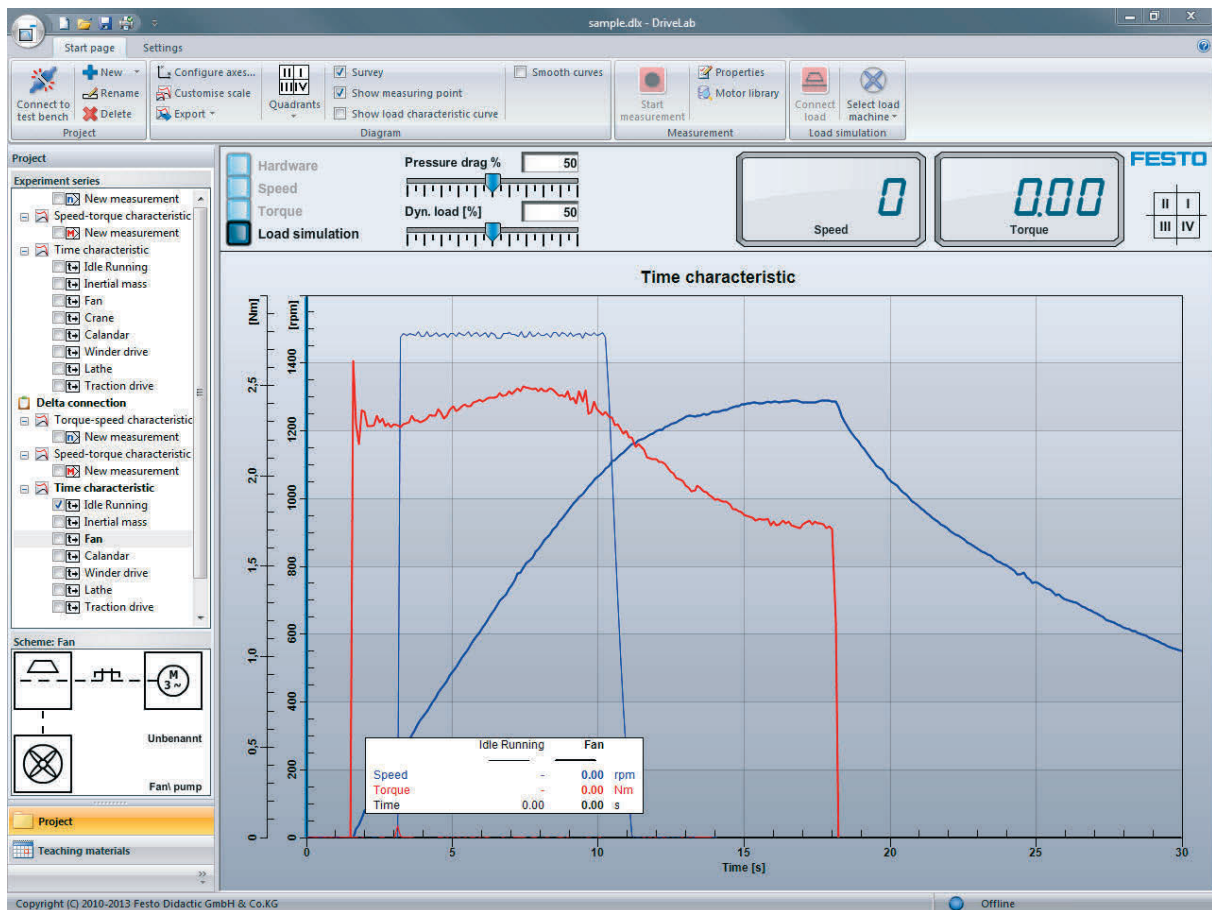 sample.dlx - DriveLab
Start page Settings
Connect to test bench
New
Rename
Delete
Project
Configure axes...
Customise scale
Export
Quadrants
II I
III IV
Survey
Show measuring point
Show load characteristic curve
Smooth curves
Diagram
Start measurement
Properties
Motor library
Measurement
Connect load
Select load machine
Load simulation
Project
Experiment series
n New measurement
Speed-torque characteristic
M New measurement
Time characteristic
t Idle Running
t Inertial mass
t Fan
t Crane
t Calandar
t Winder drive
t Lathe
t Traction drive
Delta connection
Torque-speed characteristic
n New measurement
Speed-torque characteristic
M New measurement
Time characteristic
t Idle Running
t Inertial mass
t Fan
t Calandar
t Winder drive
t Lathe
t Traction drive
Scheme: Fan
M
3 ~
Unbenannt
Fan\ pump
Project
Teaching materials
Hardware
Speed
Torque
Load simulation
Pressure drag % 50
Dyn. load [%] 50
0
Speed
0.00
Torque
FESTO
II I
III IV
Time characteristic
[Nm]
2,5
2,0
1,5
1,0
0,5
0
[rpm]
1400
1200
1000
800
600
400
200
0
Idle Running Fan
Speed - 0.00 rpm
Torque - 0.00 Nm
Time 0.00 0.00 s
0 5 10 15 20 25 30
Time [s]
Copyright (C) 2010-2013 Festo Didactic GmbH & Co.KG
Offline